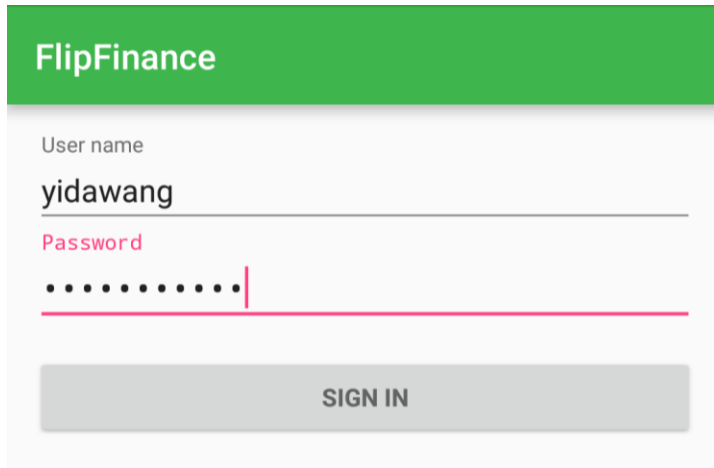 FlipFinance
User name
yidawang
Password
•••••••••••
SIGN IN